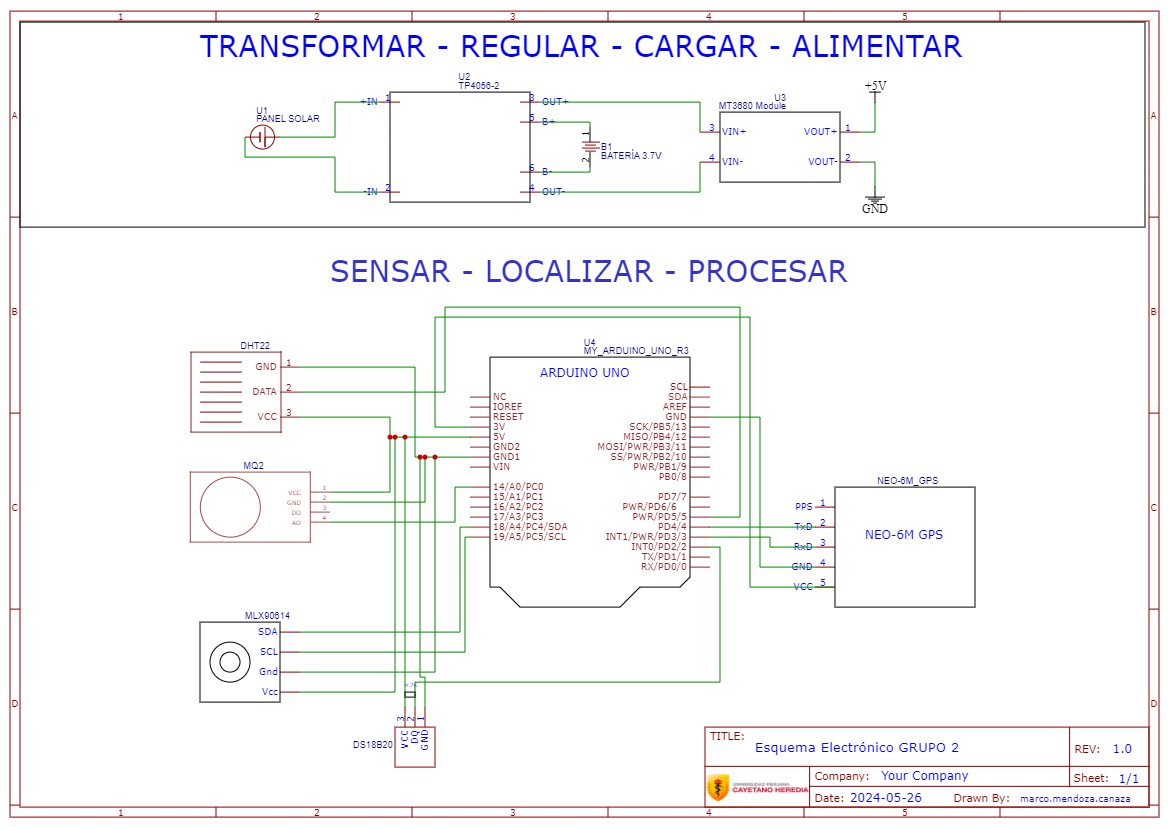 1 2 3 4 5
A
B
C
D
TRANSFORMAR - REGULAR - CARGAR - ALIMENTAR
U1
PANEL SOLAR
U2
TP4056-2
+IN 1
-IN 2
3 OUT+
5 B+
6 B-
4 OUT-
1
2
B1
BATERÍA 3.7V
U3
MT3680 Module
3 VIN+
4 VIN-
VOUT+ 1
VOUT- 2
+5V
GND
SENSAR - LOCALIZAR - PROCESAR
DHT22
GND 1
DATA 2
VCC 3
MQ2
VCC 1
GND 2
DO 3
AO 4
MLX90614
SDA
SCL
Gnd
Vcc
4.7K
DS18B20
3 2 1
VCC
DQ
GND
U4
MY_ARDUINO_UNO_R3
ARDUINO UNO
NC
IOREF
RESET
3V
5V
GND2
GND1
VIN
14/A0/PC0
15/A1/PC1
16/A2/PC2
17/A3/PC3
18/A4/PC4/SDA
19/A5/PC5/SCL
SCL
SDA
AREF
GND
SCK/PB5/13
MISO/PB4/12
MOSI/PWR/PB3/11
SS/PWR/PB2/10
PWR/PB1/9
PB0/8
PD7/7
PWR/PD6/6
PWR/PD5/5
PD4/4
INT1/PWR/PD3/3
INT0/PD2/2
TX/PD1/1
RX/PD0/0
NEO-6M_GPS
NEO-6M GPS
PPS 1
TxD 2
RxD 3
GND 4
VCC 5
TITLE:
Esquema Electrónico GRUPO 2
REV: 1.0
UNIVERSIDAD PERUANA
CAYETANO HEREDIA
Company: Your Company
Sheet: 1/1
Date: 2024-05-26
Drawn By: marco.mendoza.canaza
A
B
C
D
1 2 3 4 5